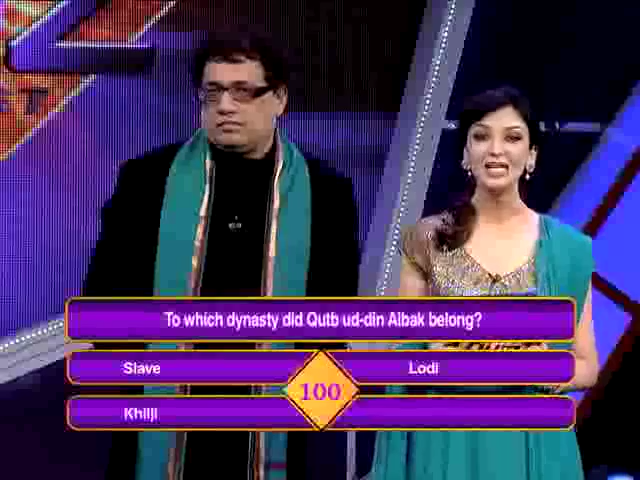 To which dynasty did Qutb ud-din Aibak belong?
Slave
Lodi
100
Khilji